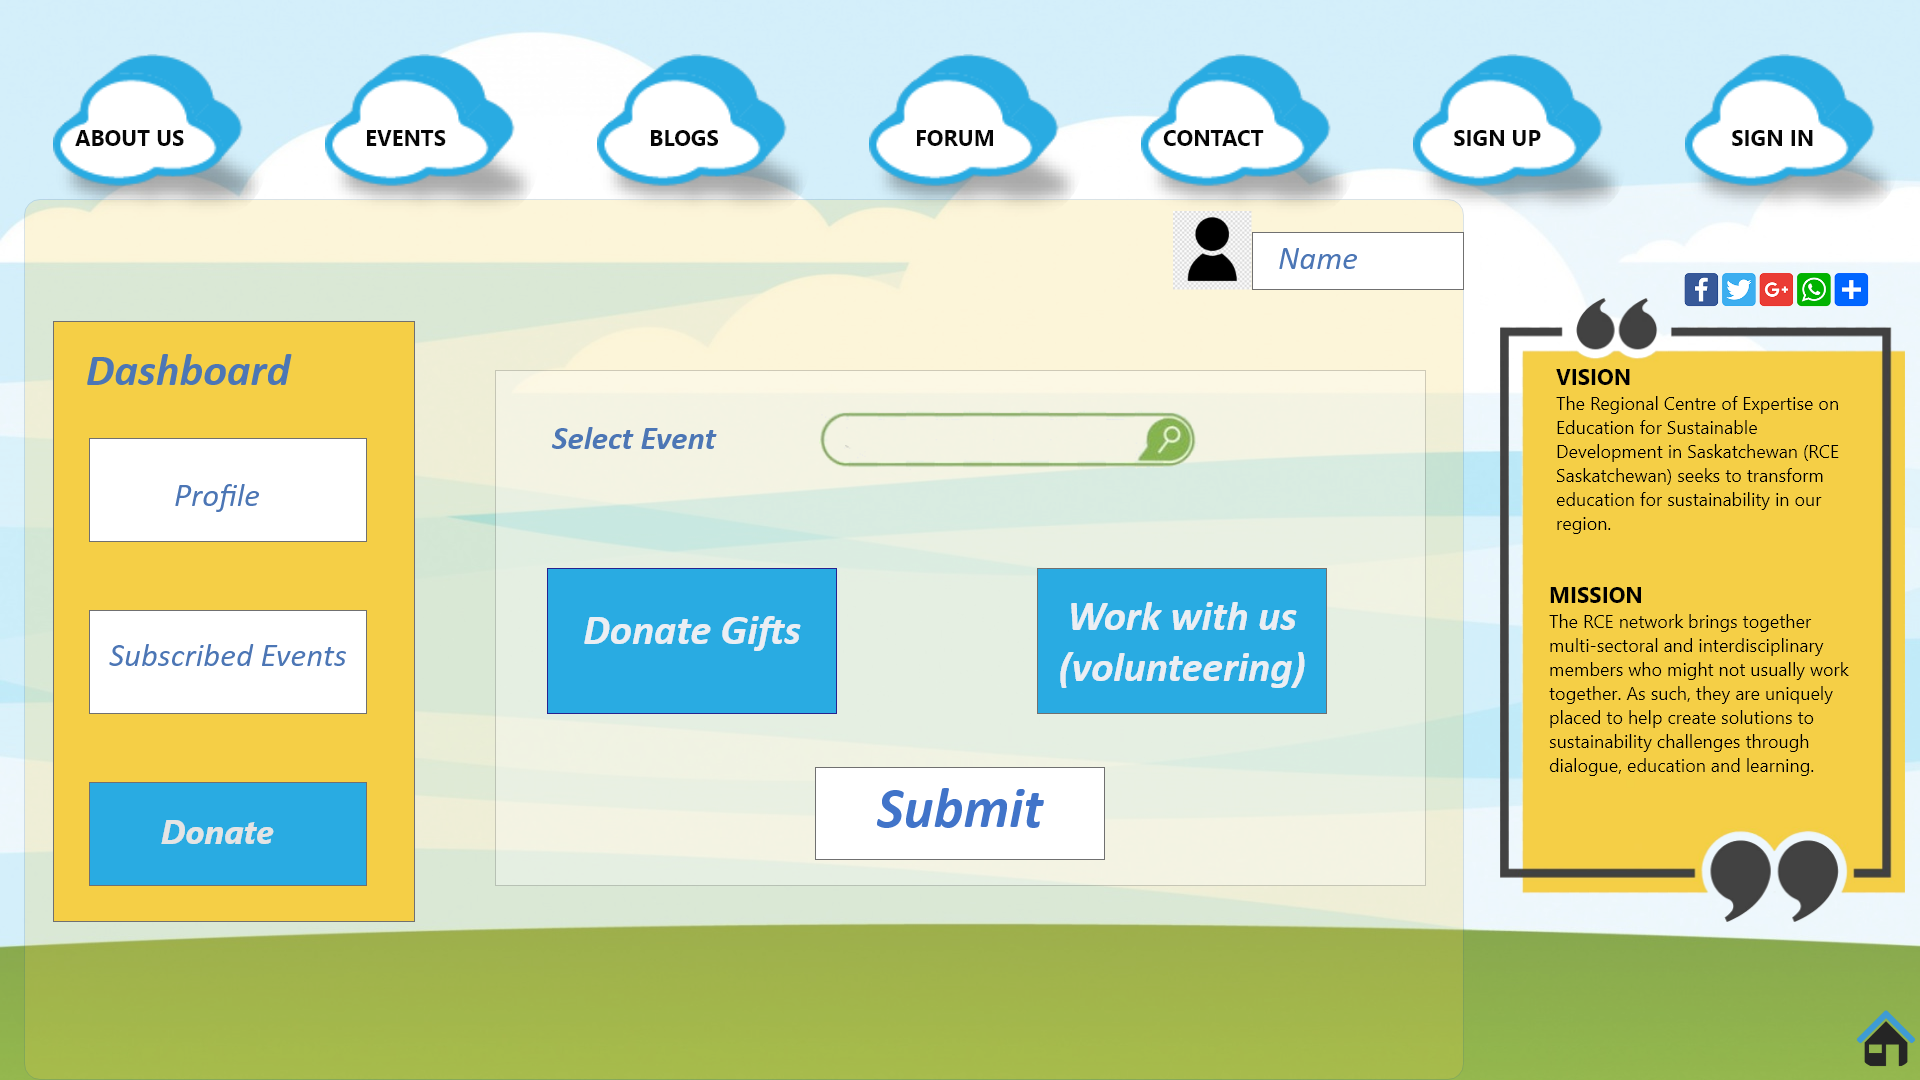 ABOUT US
EVENTS
BLOGS
FORUM
CONTACT
SIGN UP
SIGN IN
Name
Dashboard
Profile
Subscribed Events
Donate
Select Event
Donate Gifts
Work with us
(volunteering)
Submit
VISION
The Regional Centre of Expertise on
Education for Sustainable
Development in Saskatchewan (RCE
Saskatchewan) seeks to transform
education for sustainability in our
region.
MISSION
The RCE network brings together
multi-sectoral and interdisciplinary
members who might not usually work
together. As such, they are uniquely
placed to help create solutions to
sustainability challenges through
dialogue, education and learning.